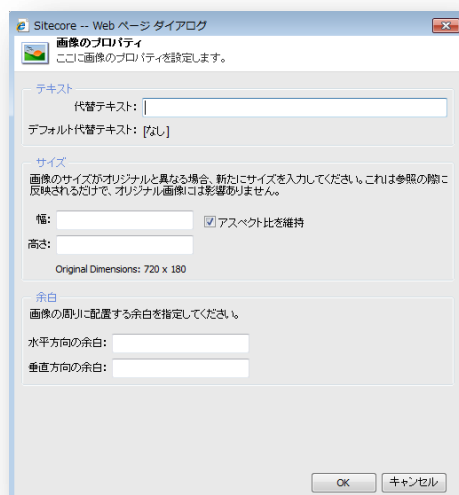 Sitecore -- Web ページ ダイアログ
画像のプロパティ
ここに画像のプロパティを設定します。
テキスト
代替テキスト:
デフォルト代替テキスト: [なし]
サイズ
画像のサイズがオリジナルと異なる場合、新たにサイズを入力してください。これは参照の際に
反映されるだけで、オリジナル画像には影響ありません。
幅: アスペクト比を維持
高さ:
Original Dimensions: 720 x 180
余白
画像の周りに配置する余白を指定してください。
水平方向の余白:
垂直方向の余白:
OK キャンセル